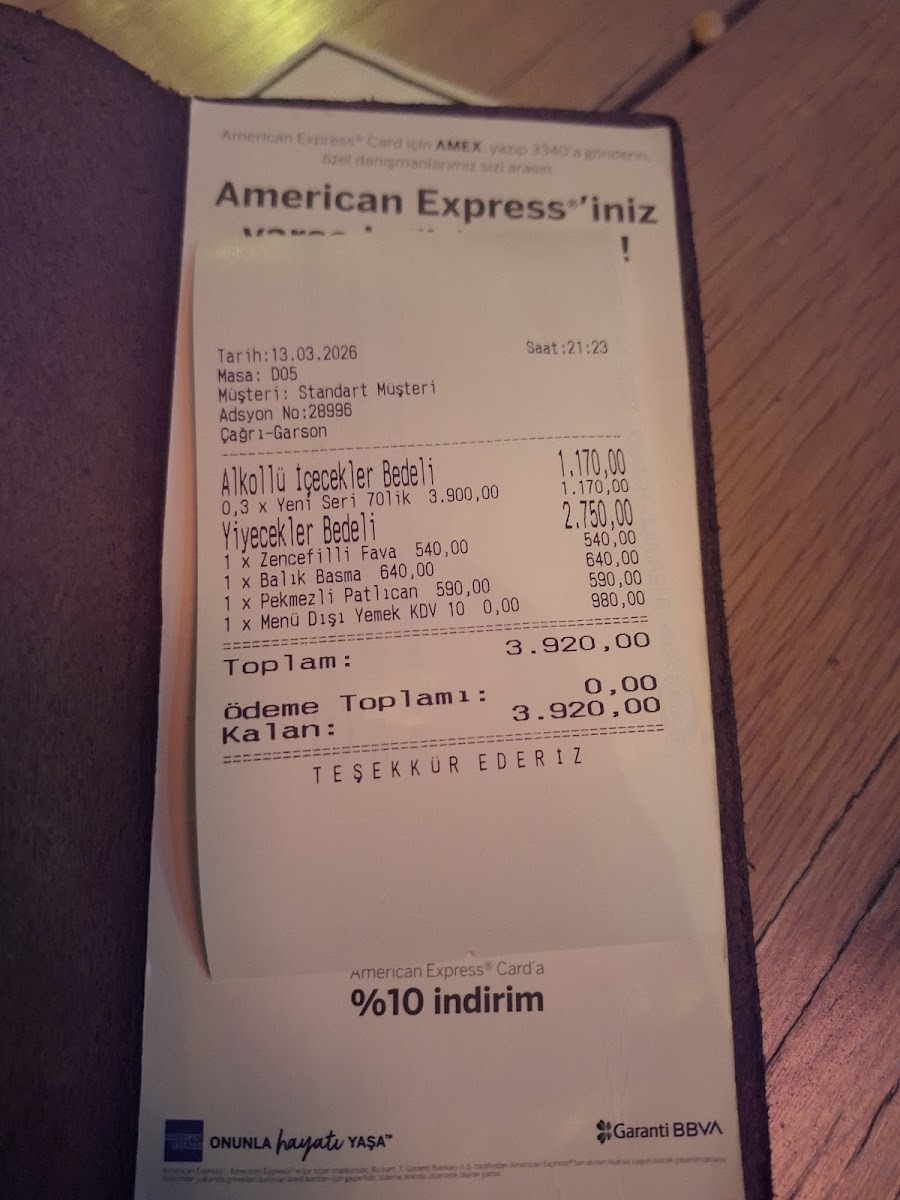 American Express® Card için AMEX yazıp 3340'a gönderin,
özel danışmanlarımız sizi arasın.
American Express®'iniz
varsa !
Tarih:13.03.2026 Saat:21:23
Masa: D05
Müşteri: Standart Müşteri
Adsyon No:28996
Çağrı-Garson
Alkollü İçecekler Bedeli 1.170,00
0,3 x Yeni Seri 70lik 3.900,00 1.170,00
Yiyecekler Bedeli 2.750,00
1 x Zencefilli Fava 540,00 540,00
1 x Balık Basma 640,00 640,00
1 x Pekmezli Patlıcan 590,00 590,00
1 x Menü Dışı Yemek KDV 10 0,00 980,00
Toplam: 3.920,00
Ödeme Toplamı: 0,00
Kalan: 3.920,00
TEŞEKKÜR EDERİZ
American Express® Card'a
%10 indirim
ONUNLA hayatı YAŞA™
Garanti BBVA